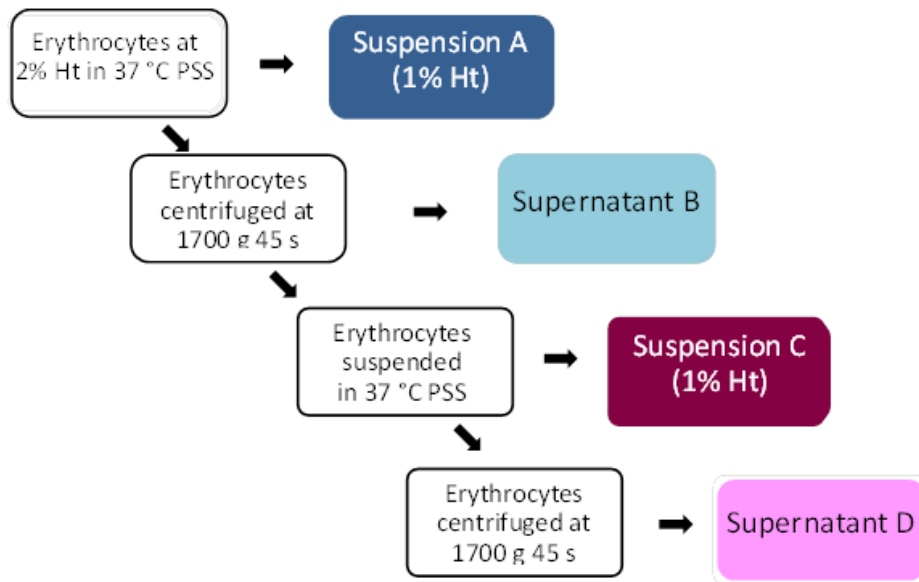 Erythrocytes at
2% Ht in 37 °C PSS
Suspension A
(1% Ht)
Erythrocytes
centrifuged at
1700 g 45 s
Supernatant B
Erythrocytes
suspended
in 37 °C PSS
Suspension C
(1% Ht)
Erythrocytes
centrifuged at
1700 g 45 s
Supernatant D